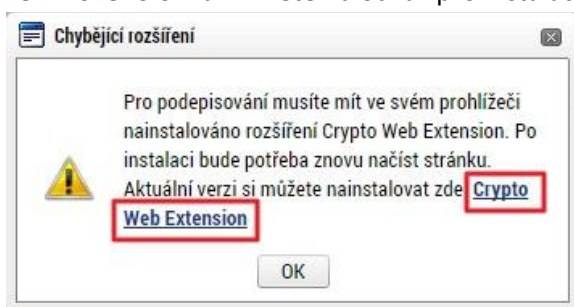 Chybějící rozšíření
Pro podepisování musíte mít ve svém prohlížeči
nainstalováno rozšíření Crypto Web Extension. Po
instalaci bude potřeba znovu načíst stránku.
Aktuální verzi si můžete nainstalovat zde Crypto
Web Extension
OK